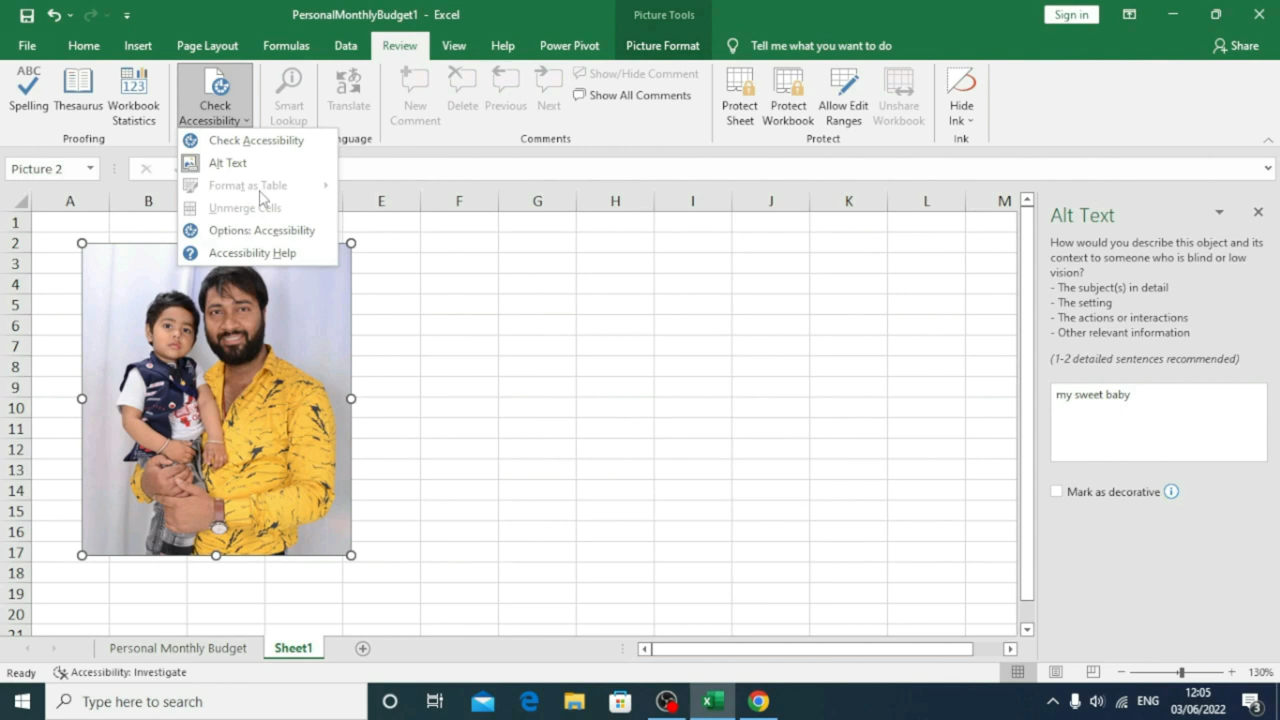 PersonalMonthlyBudget1 - Excel
Picture Tools
Sign in
File Home Insert Page Layout Formulas Data Review View Help Power Pivot Picture Format Tell me what you want to do Share
ABC
Spelling
Thesaurus
123
Workbook Statistics
Proofing
Check Accessibility
Smart Lookup
Translate
nguage
New Comment
Delete
Previous
Next
Show/Hide Comment
Show All Comments
Comments
Protect Sheet
Protect Workbook
Allow Edit Ranges
Unshare Workbook
Protect
Hide Ink
Ink
Check Accessibility
Alt Text
Format as Table
Unmerge Cells
Options: Accessibility
Accessibility Help
Picture 2
A B E F G H I J K L M
1
2
3
4
5
6
7
8
9
10
11
12
13
14
15
16
17
18
19
20
21
Alt Text
How would you describe this object and its
context to someone who is blind or low
vision?
- The subject(s) in detail
- The setting
- The actions or interactions
- Other relevant information
(1-2 detailed sentences recommended)
my sweet baby
Mark as decorative
Personal Monthly Budget Sheet1
Ready Accessibility: Investigate 130%
Type here to search
ENG
12:05
03/06/2022
3